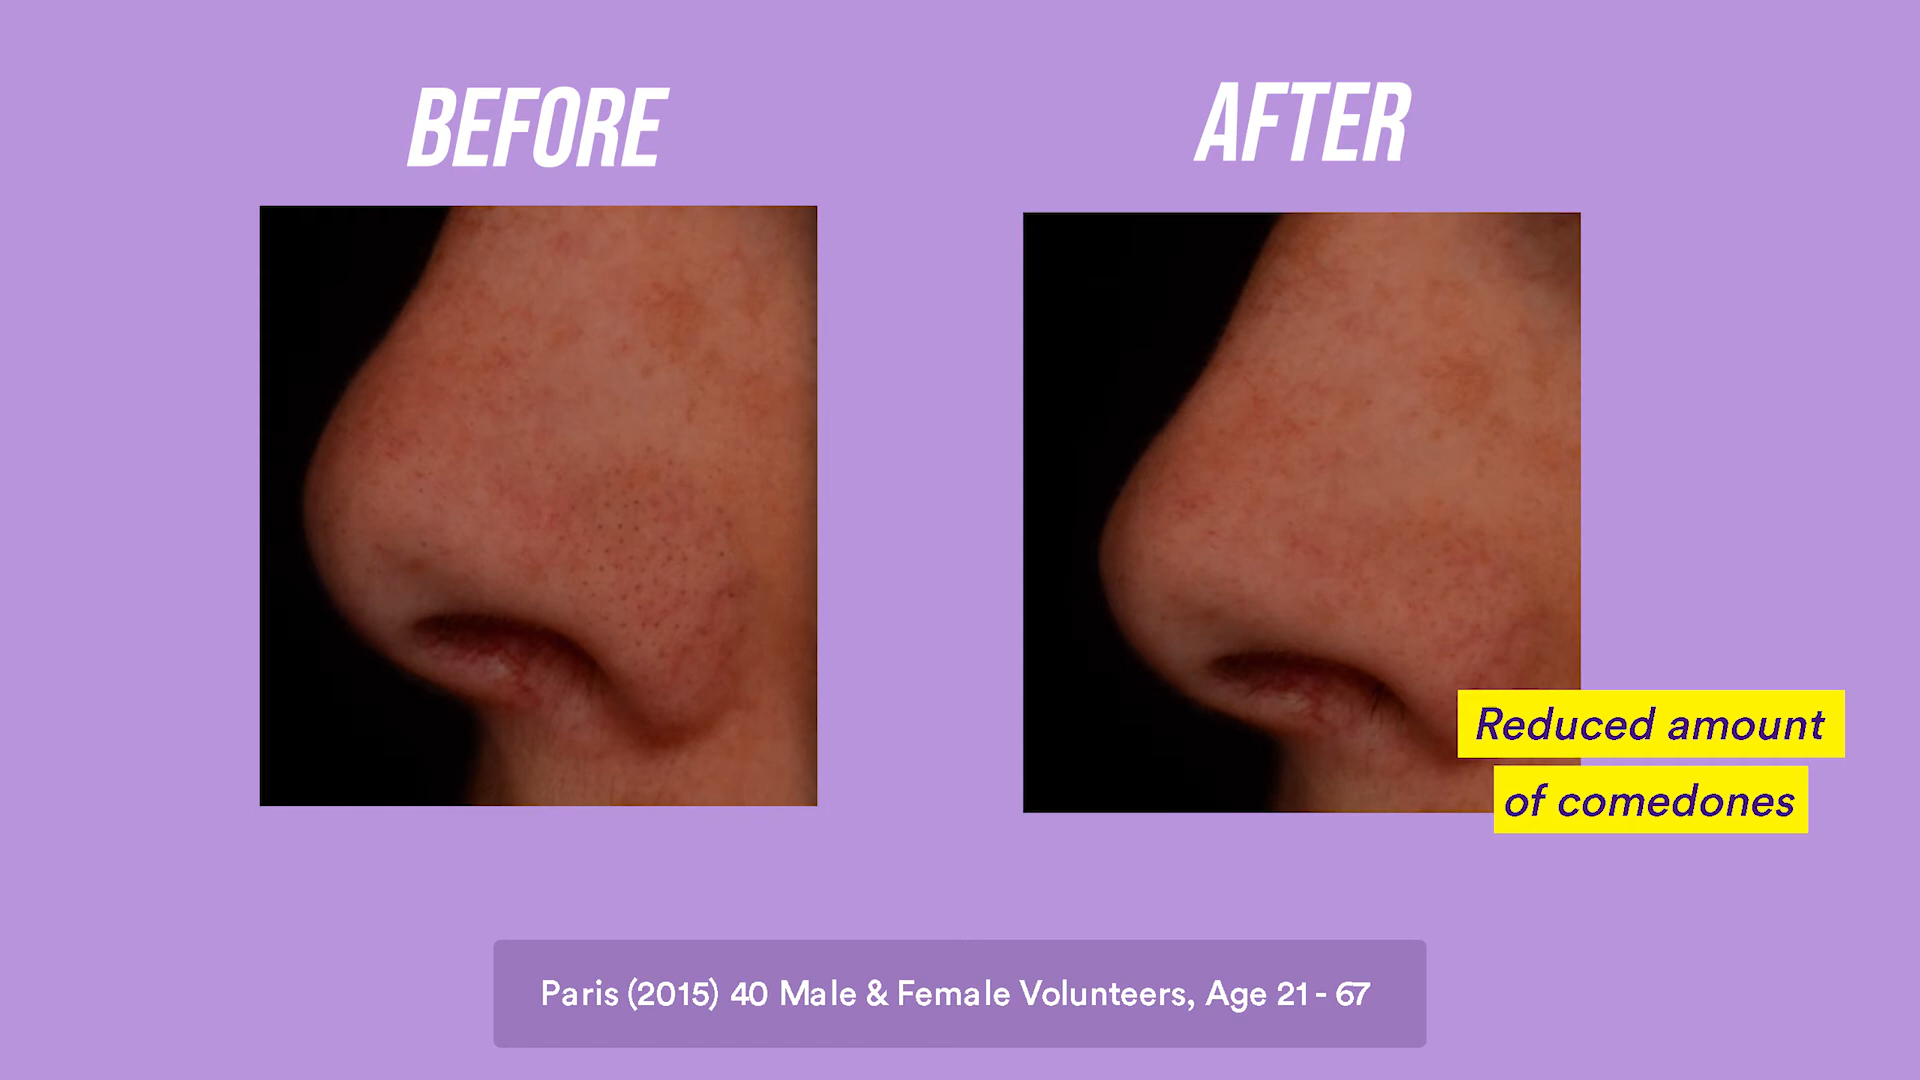 BEFORE
AFTER
Reduced amount
of comedones
Paris (2015) 40 Male & Female Volunteers, Age 21 - 67